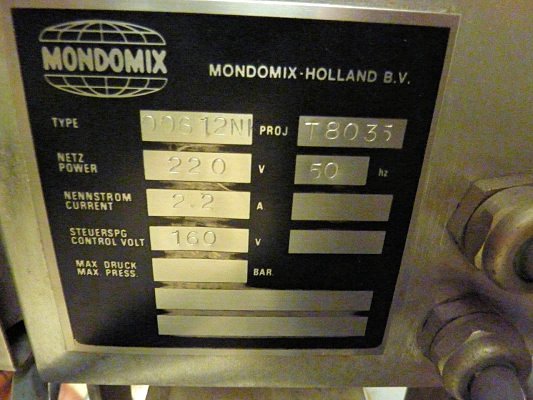 MONDOMIX
MONDOMIX-HOLLAND B.V.
TYPE PROJ T8035
NETZ POWER 220 V 50 hz
NENNSTROM CURRENT 2.2 A
STEUERSPG CONTROL VOLT 160 V
MAX DRUCK MAX. PRESS. BAR.